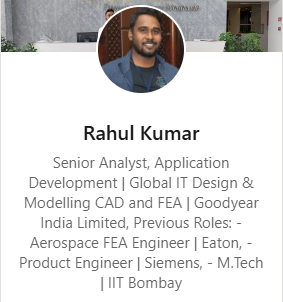 Rahul Kumar
Senior Analyst, Application
Development | Global IT Design &
Modelling CAD and FEA | Goodyear
India Limited, Previous Roles: -
Aerospace FEA Engineer | Eaton, -
Product Engineer | Siemens, - M.Tech
| IIT Bombay